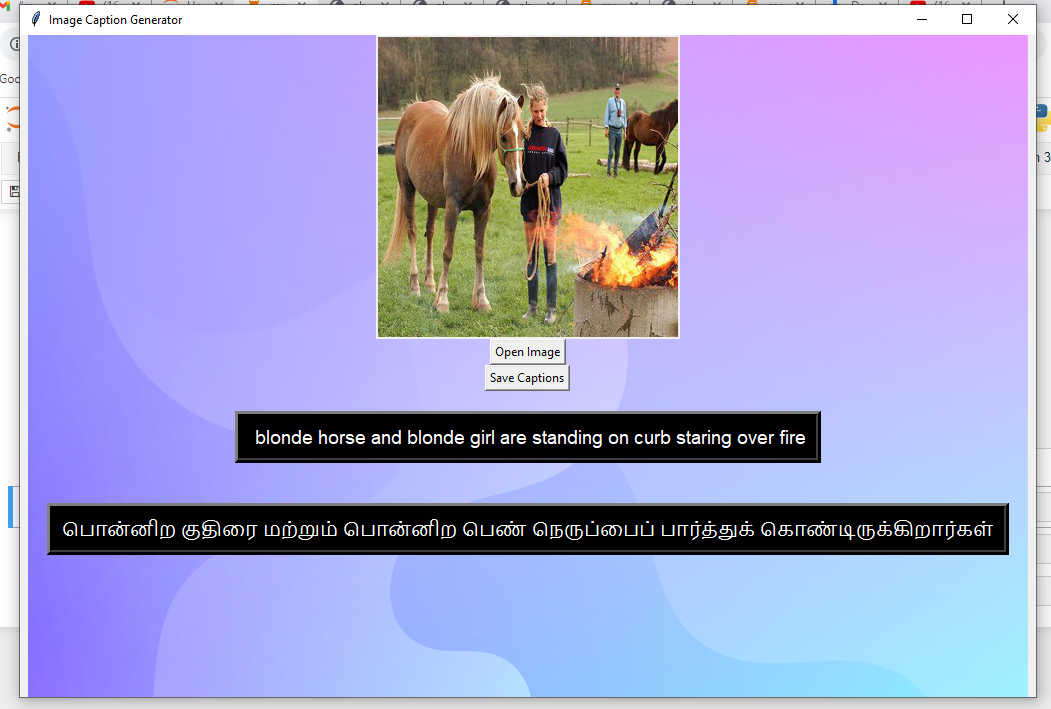 Image Caption Generator
Open Image
Save Captions
blonde horse and blonde girl are standing on curb staring over fire
பொன்னிற குதிரை மற்றும் பொன்னிற பெண் நெருப்பைப் பார்த்துக் கொண்டிருக்கிறார்கள்